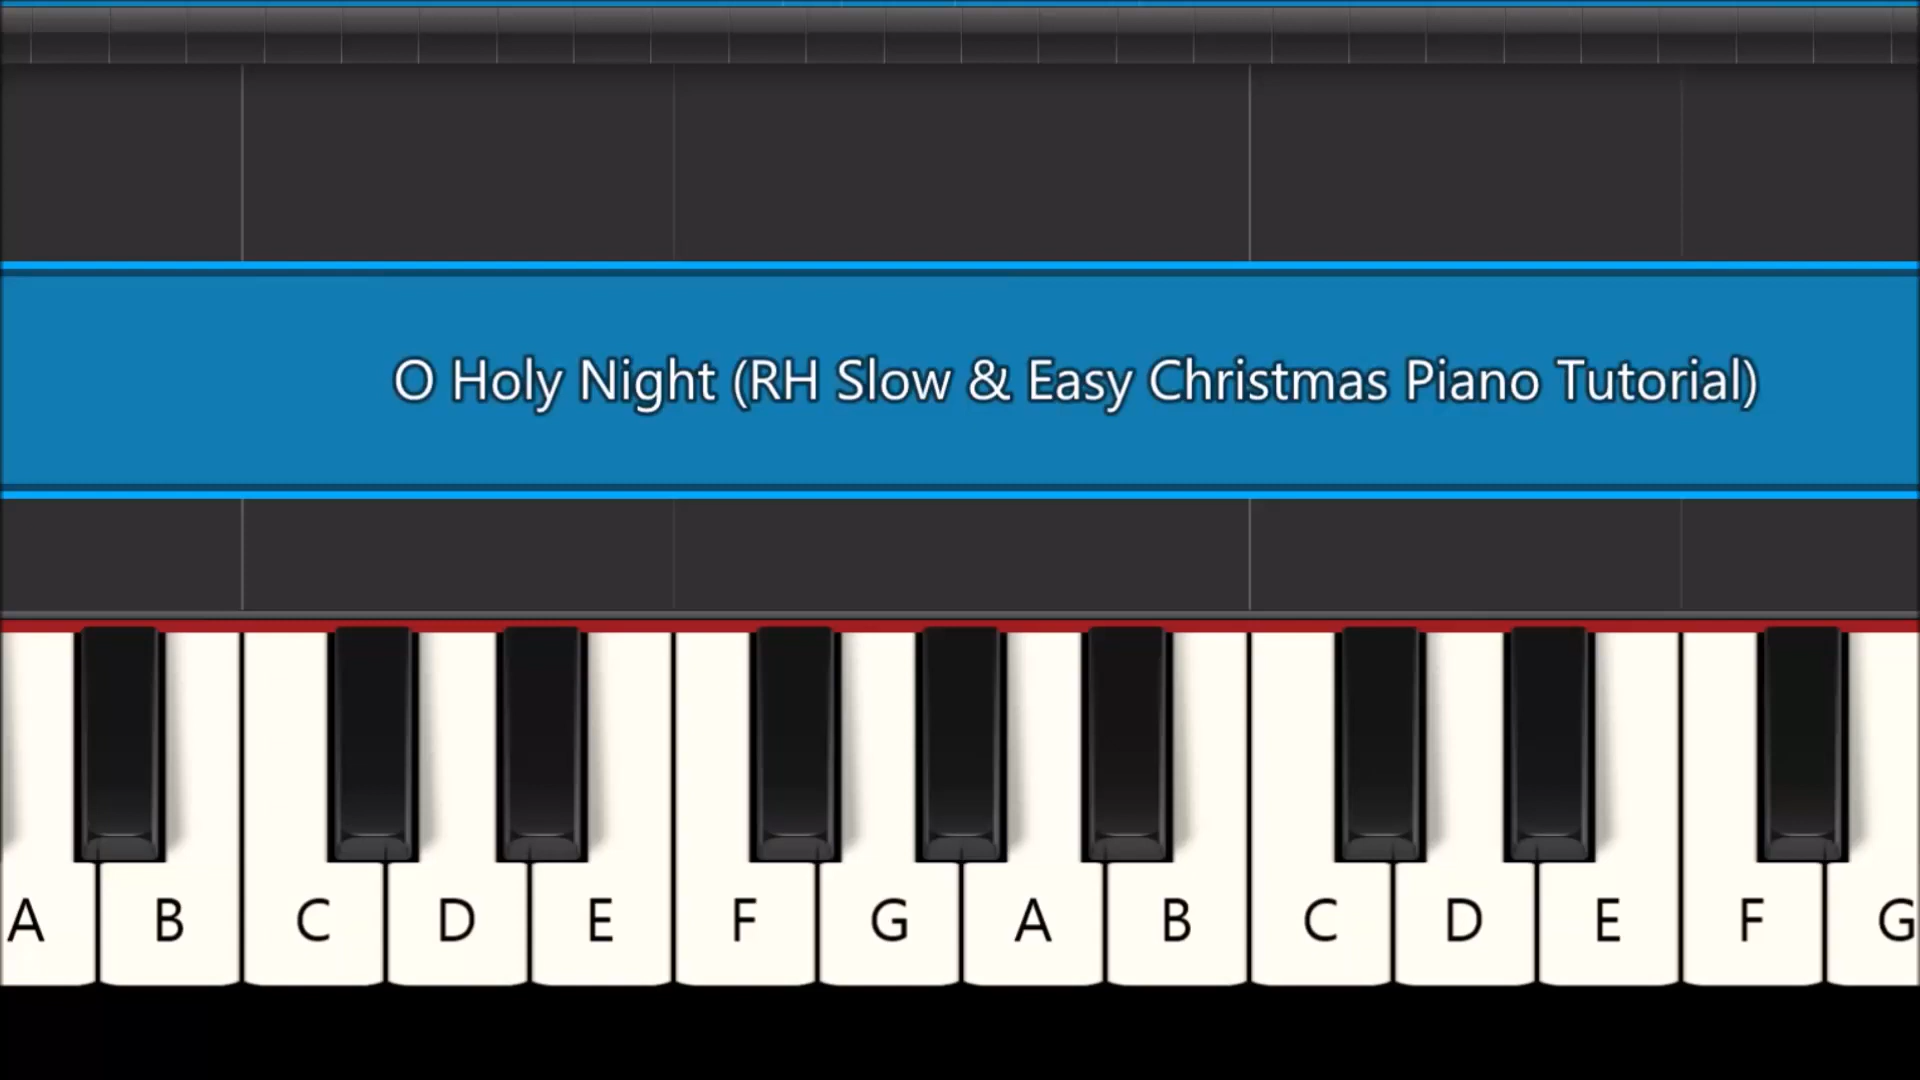 O Holy Night (RH Slow & Easy Christmas Piano Tutorial)
A B C D E F G A B C D E F G